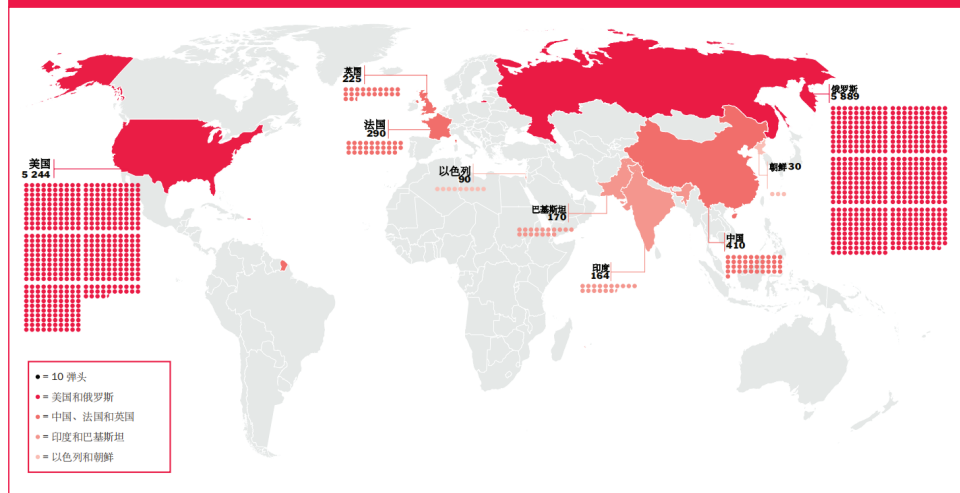 英国
225
俄罗斯
5 889
法国
290
美国
5 244
以色列
90
朝鲜 30
巴基斯坦
170
中国
410
印度
164
= 10 弹头
= 美国和俄罗斯
= 中国、法国和英国
= 印度和巴基斯坦
= 以色列和朝鲜